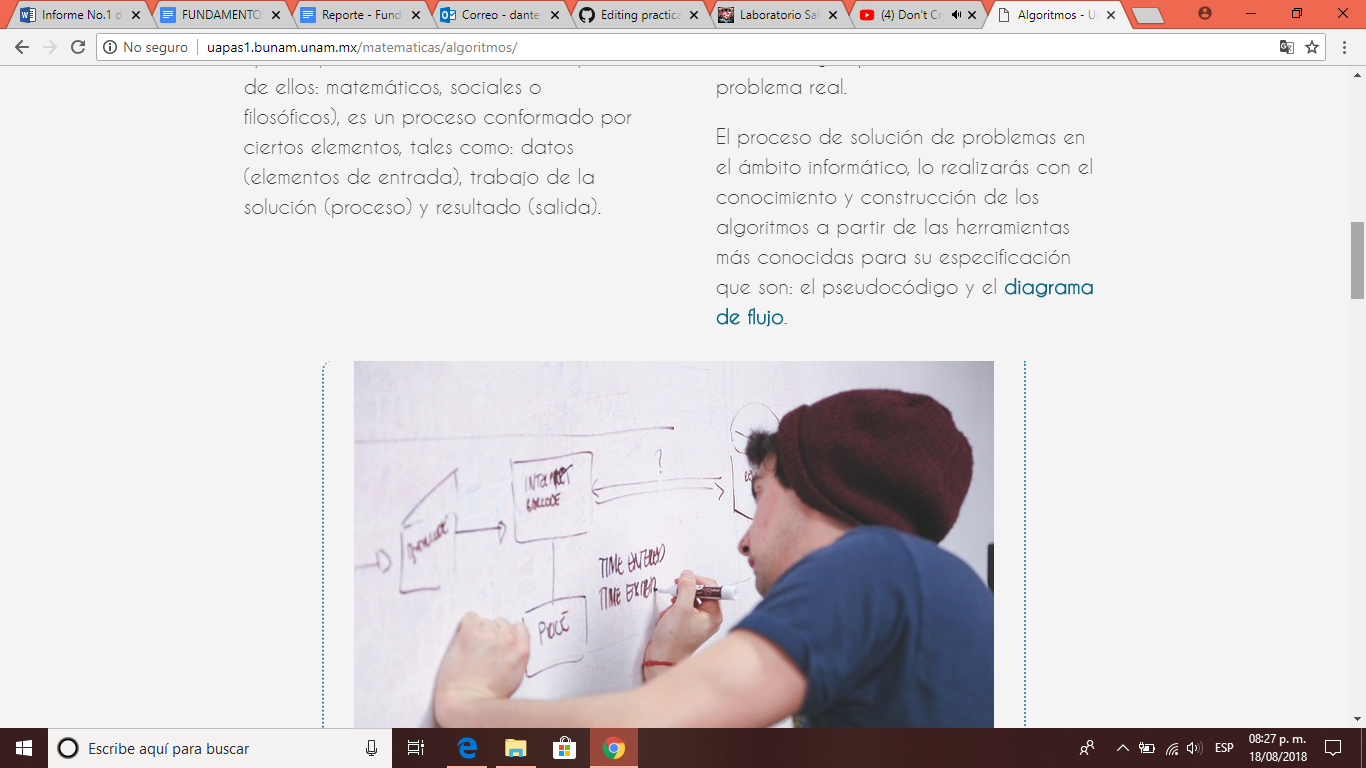 Informe No.1 d
FUNDAMENTO
Reporte - Fund
Correo - dante
Editing practica
Laboratorio Sal
(4) Don't Cr
Algoritmos - U
No seguro | uapas1.bunam.unam.mx/matematicas/algoritmos/
de ellos: matemáticos, sociales o
filosóficos), es un proceso conformado por
ciertos elementos, tales como: datos
(elementos de entrada), trabajo de la
solución (proceso) y resultado (salida).
problema real.
El proceso de solución de problemas en
el ámbito informático, lo realizarás con el
conocimiento y construcción de los
algoritmos a partir de las herramientas
más conocidas para su especificación
que son: el pseudocódigo y el diagrama
de flujo.
?
BARCODE
TIME ENTERED
TIME
Escribe aquí para buscar
ESP
08:27 p. m.
18/08/2018